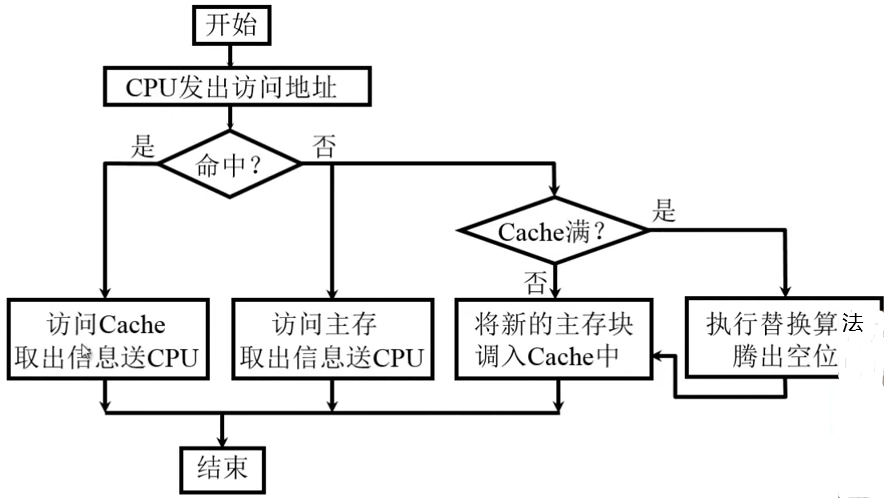 开始
CPU发出访问地址
是
命中？
否
Cache满？
是
否
访问Cache
取出信息送CPU
访问主存
取出信息送CPU
将新的主存块
调入Cache中
执行替换算法
腾出空位
结束